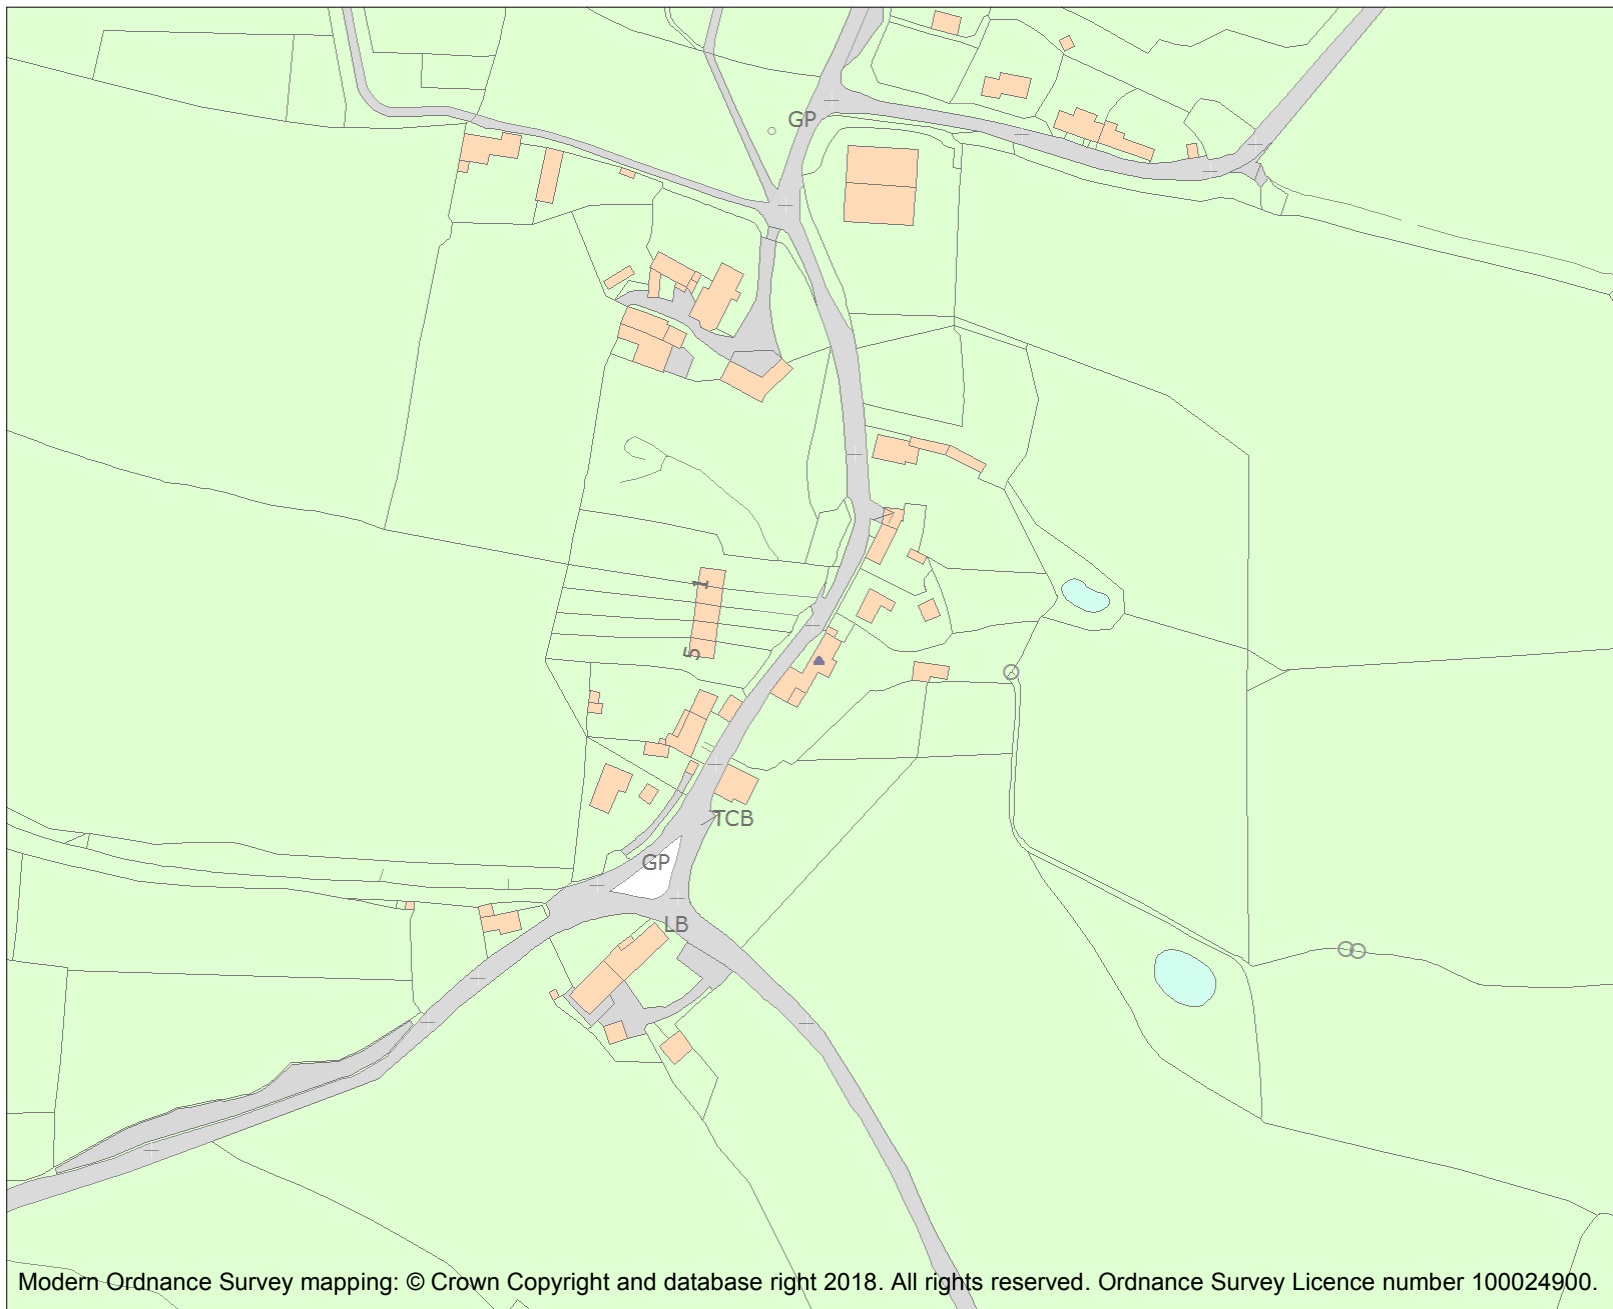 GP
1
5
TCB
GP
LB
Modern Ordnance Survey mapping: © Crown Copyright and database right 2018. All rights reserved. Ordnance Survey Licence number 100024900.